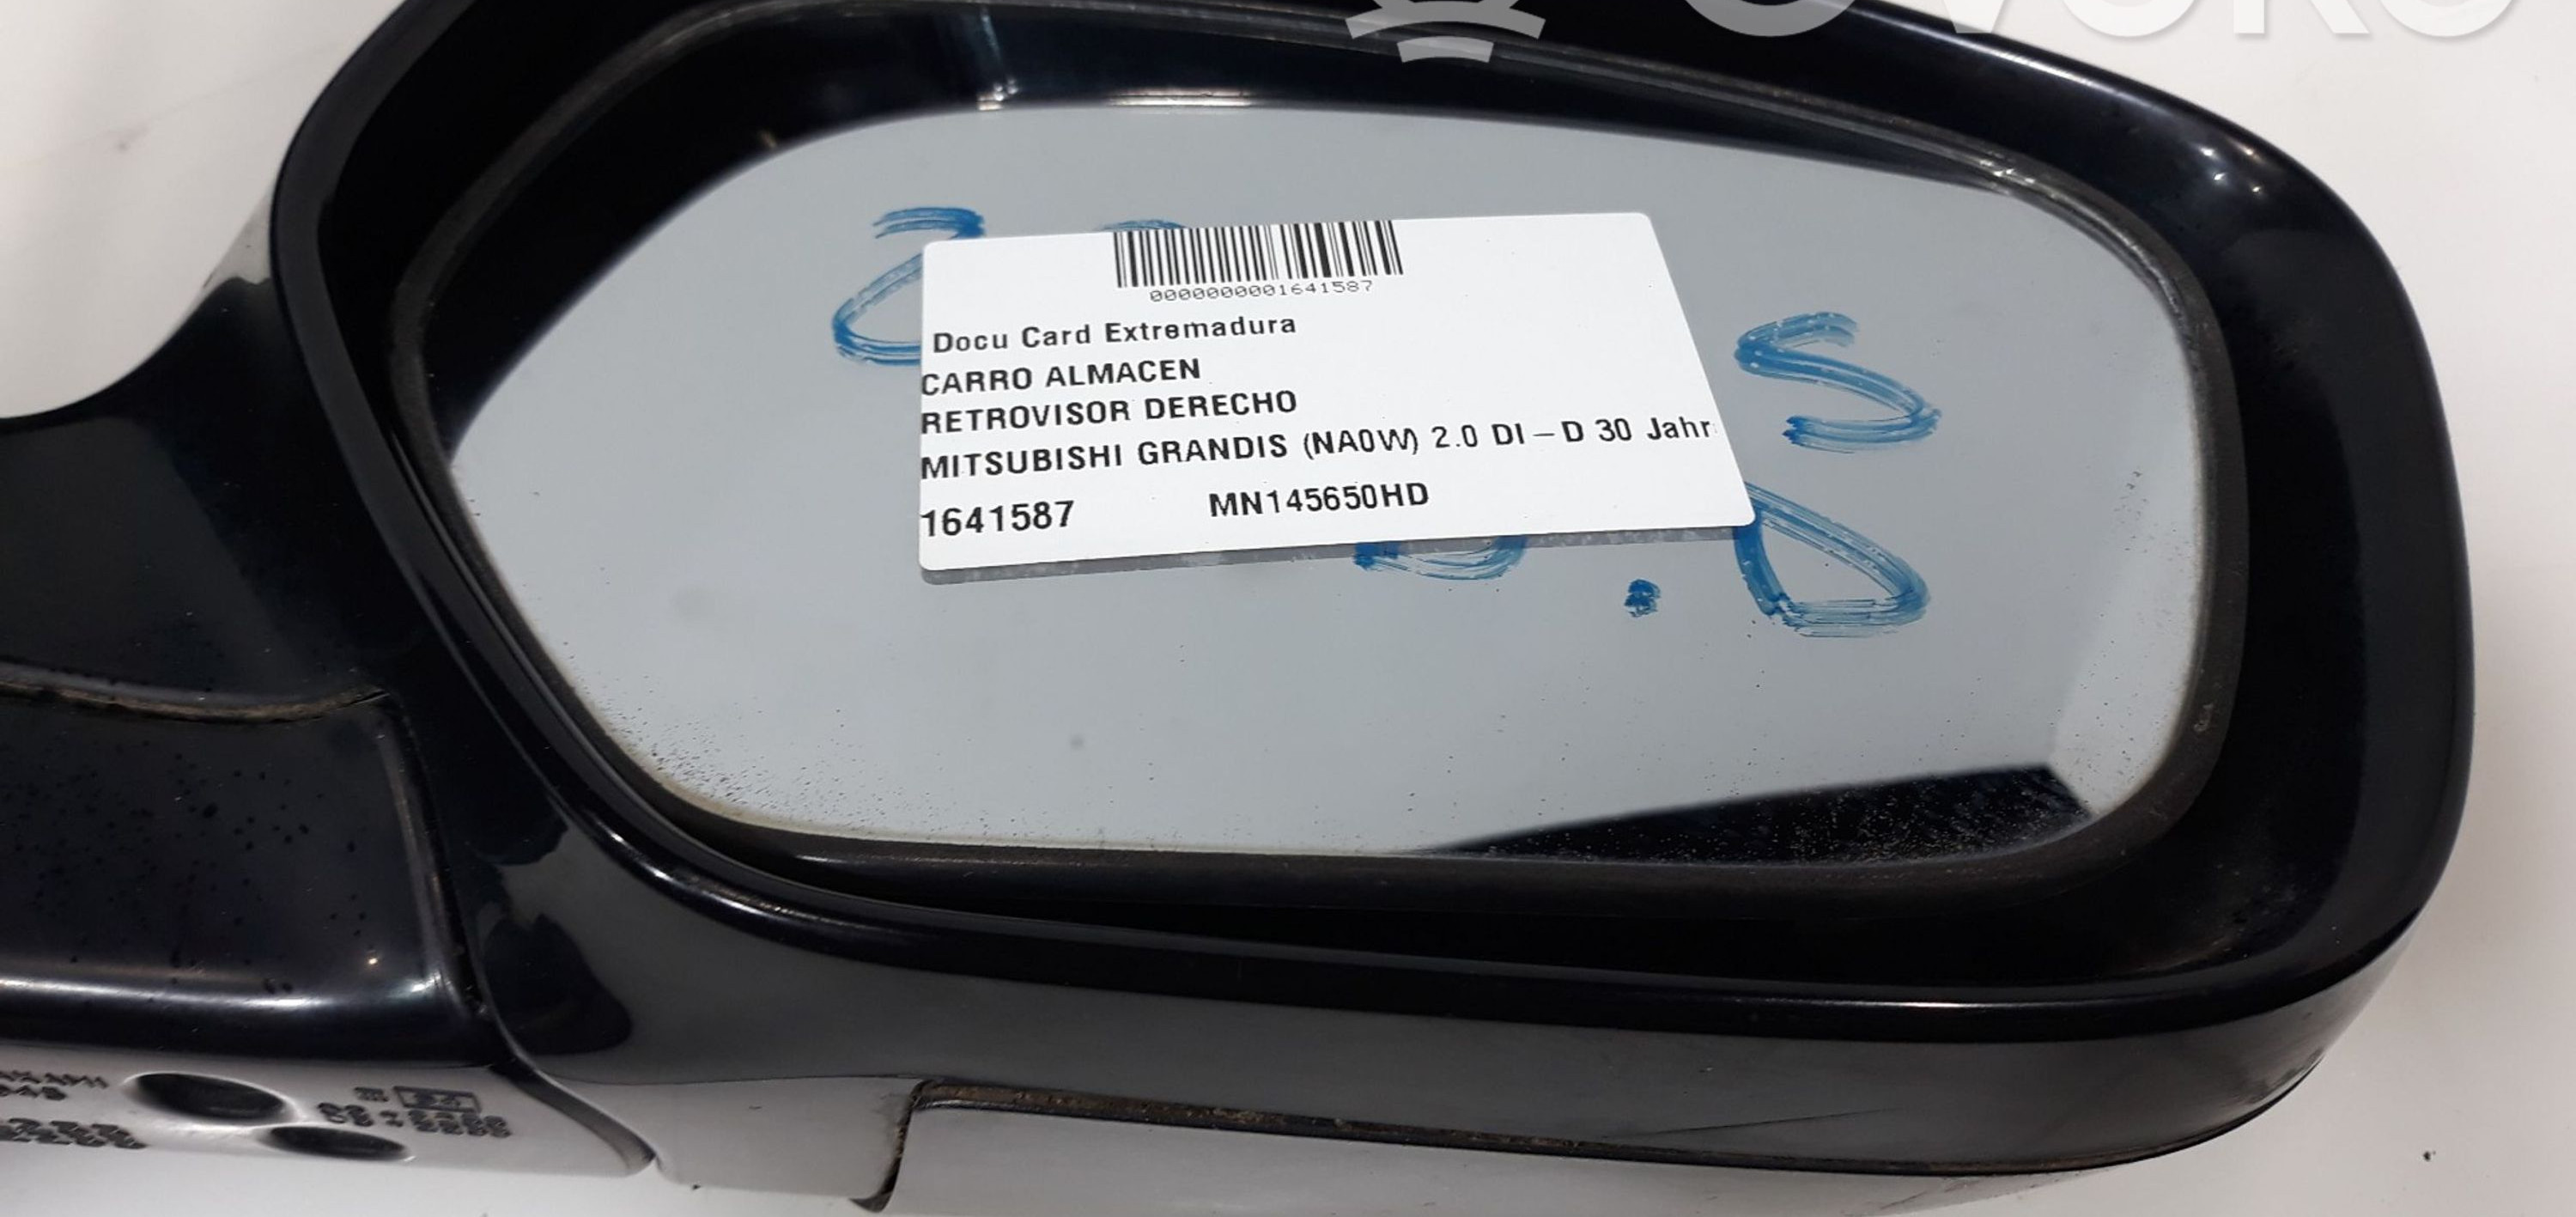 0000000001641587
Docu Card Extremadura
CARRO ALMACEN
RETROVISOR DERECHO
MITSUBISHI GRANDIS (NA0W) 2.0 DI-D 30 Jahr
1641587 MN145650HD
S